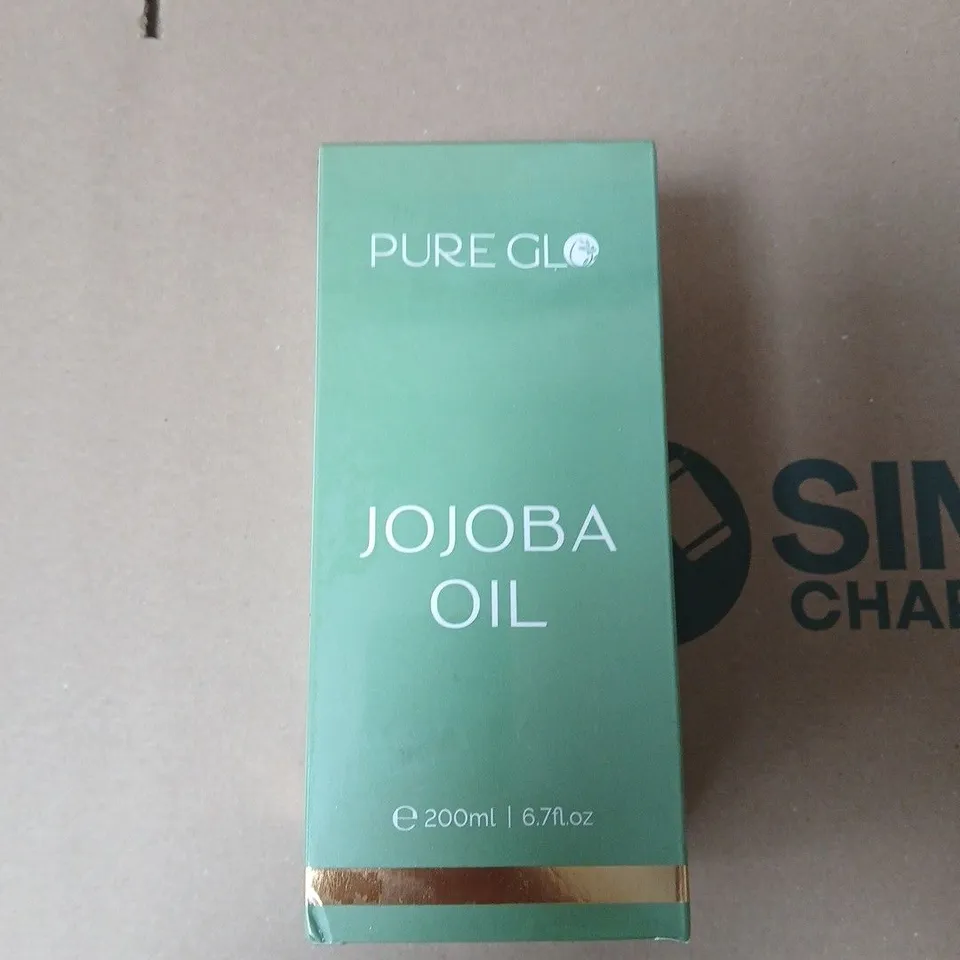 PURE GLO
JOJOBA
OIL
℮ 200ml | 6.7fl.oz